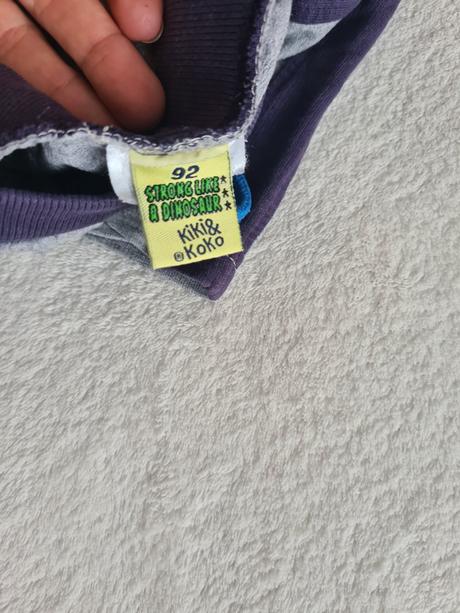 92
STRONG LIKE*
*
A DINOSAUR*
KiKi&
®KoKo